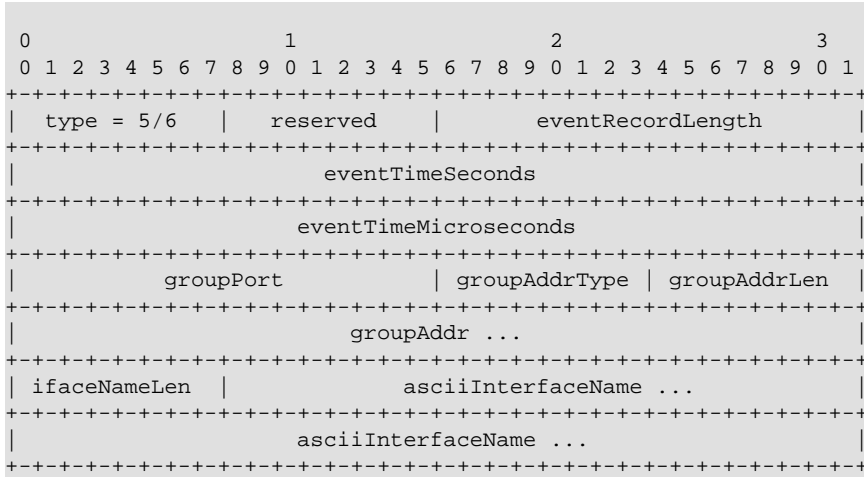 0                   1                   2                   3
 0 1 2 3 4 5 6 7 8 9 0 1 2 3 4 5 6 7 8 9 0 1 2 3 4 5 6 7 8 9 0 1
+-+-+-+-+-+-+-+-+-+-+-+-+-+-+-+-+-+-+-+-+-+-+-+-+-+-+-+-+-+-+-+-+
|  type = 5/6   |   reserved    |       eventRecordLength       |
+-+-+-+-+-+-+-+-+-+-+-+-+-+-+-+-+-+-+-+-+-+-+-+-+-+-+-+-+-+-+-+-+
|                       eventTimeSeconds                        |
+-+-+-+-+-+-+-+-+-+-+-+-+-+-+-+-+-+-+-+-+-+-+-+-+-+-+-+-+-+-+-+-+
|                     eventTimeMicroseconds                     |
+-+-+-+-+-+-+-+-+-+-+-+-+-+-+-+-+-+-+-+-+-+-+-+-+-+-+-+-+-+-+-+-+
|           groupPort           | groupAddrType | groupAddrLen  |
+-+-+-+-+-+-+-+-+-+-+-+-+-+-+-+-+-+-+-+-+-+-+-+-+-+-+-+-+-+-+-+-+
|                         groupAddr ...                         |
+-+-+-+-+-+-+-+-+-+-+-+-+-+-+-+-+-+-+-+-+-+-+-+-+-+-+-+-+-+-+-+-+
| ifaceNameLen  |             asciiInterfaceName ...            |
+-+-+-+-+-+-+-+-+-+-+-+-+-+-+-+-+-+-+-+-+-+-+-+-+-+-+-+-+-+-+-+-+
|                     asciiInterfaceName ...                    |
+-+-+-+-+-+-+-+-+-+-+-+-+-+-+-+-+-+-+-+-+-+-+-+-+-+-+-+-+-+-+-+-+